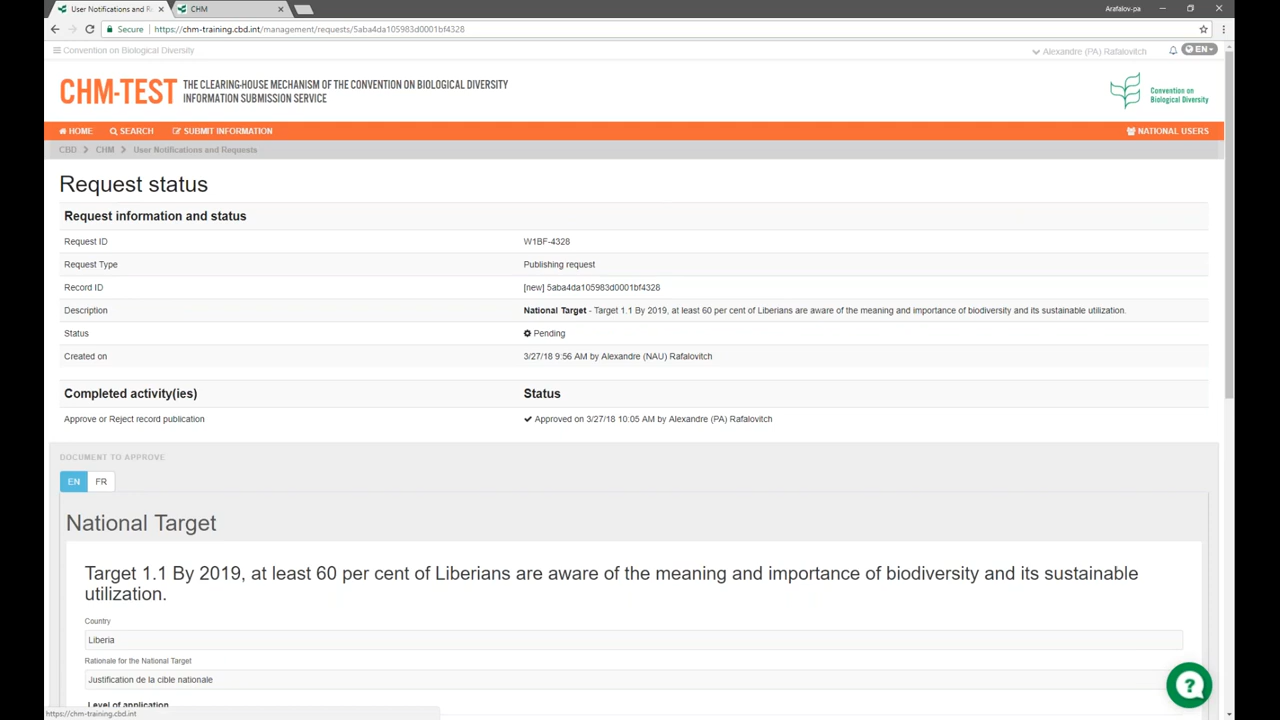 User Notifications and Re
CHM
Arafalov-pa
Secure
https://chm-training.cbd.int/management/requests/5aba4da105983d0001bf4328
Convention on Biological Diversity
Alexandre (PA) Rafalovitch
EN
CHM-TEST
THE CLEARING-HOUSE MECHANISM OF THE CONVENTION ON BIOLOGICAL DIVERSITY
INFORMATION SUBMISSION SERVICE
Convention on
Biological Diversity
HOME SEARCH SUBMIT INFORMATION NATIONAL USERS
CBD CHM User Notifications and Requests
Request status
Request information and status
Request ID W1BF-4328
Request Type Publishing request
Record ID [new] 5aba4da105983d0001bf4328
Description National Target - Target 1.1 By 2019, at least 60 per cent of Liberians are aware of the meaning and importance of biodiversity and its sustainable utilization.
Status Pending
Created on 3/27/18 9:56 AM by Alexandre (NAU) Rafalovitch
Completed activity(ies) Status
Approve or Reject record publication Approved on 3/27/18 10:05 AM by Alexandre (PA) Rafalovitch
DOCUMENT TO APPROVE
EN FR
National Target
Target 1.1 By 2019, at least 60 per cent of Liberians are aware of the meaning and importance of biodiversity and its sustainable
utilization.
Country
Liberia
Rationale for the National Target
Justification de la cible nationale
Level of application
https://chm-training.cbd.int